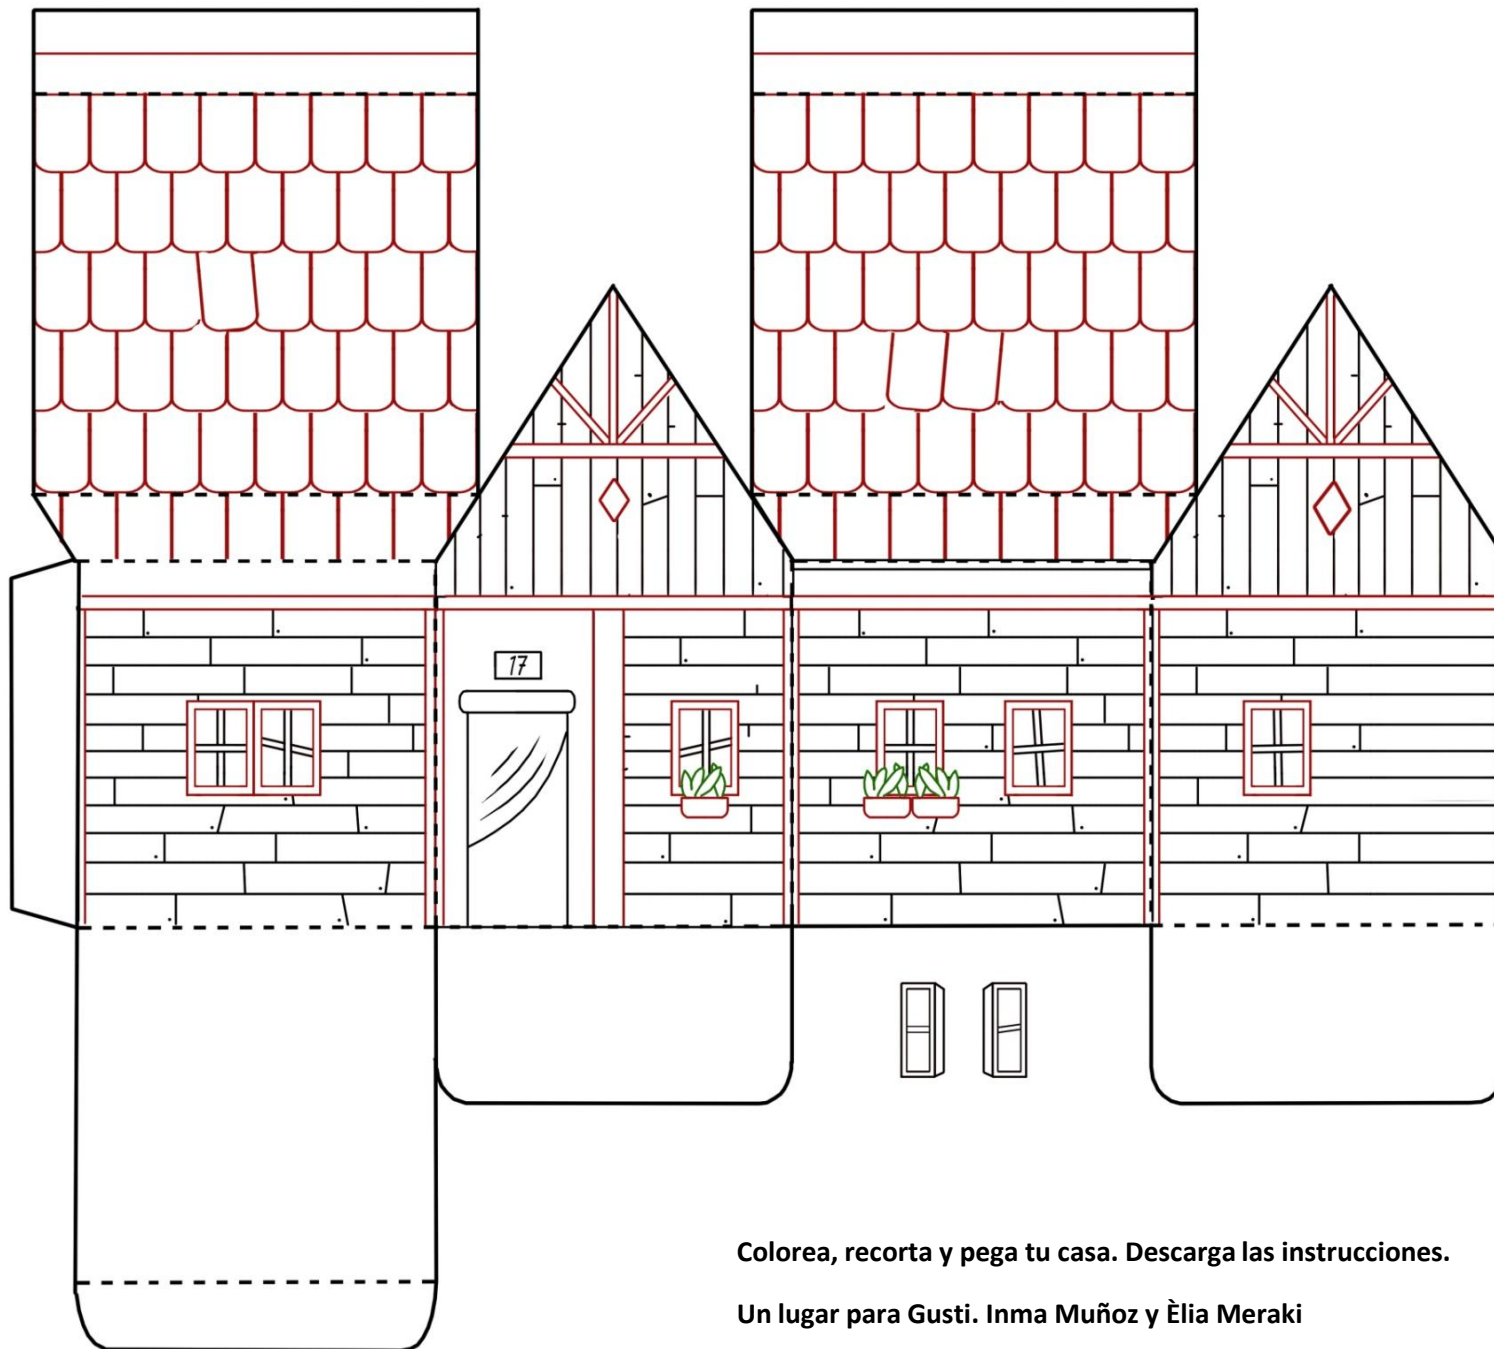 17
Colorea, recorta y pega tu casa. Descarga las instrucciones.
Un lugar para Gusti. Inma Muñoz y Èlia Meraki